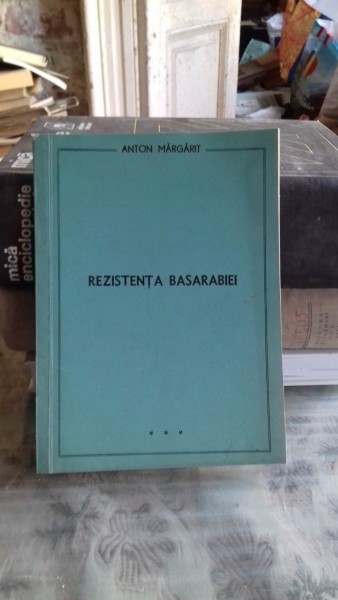 ANTON MĂRGĂRIT
REZISTENȚA BASARABIEI
* * *
mică
enciclopedie